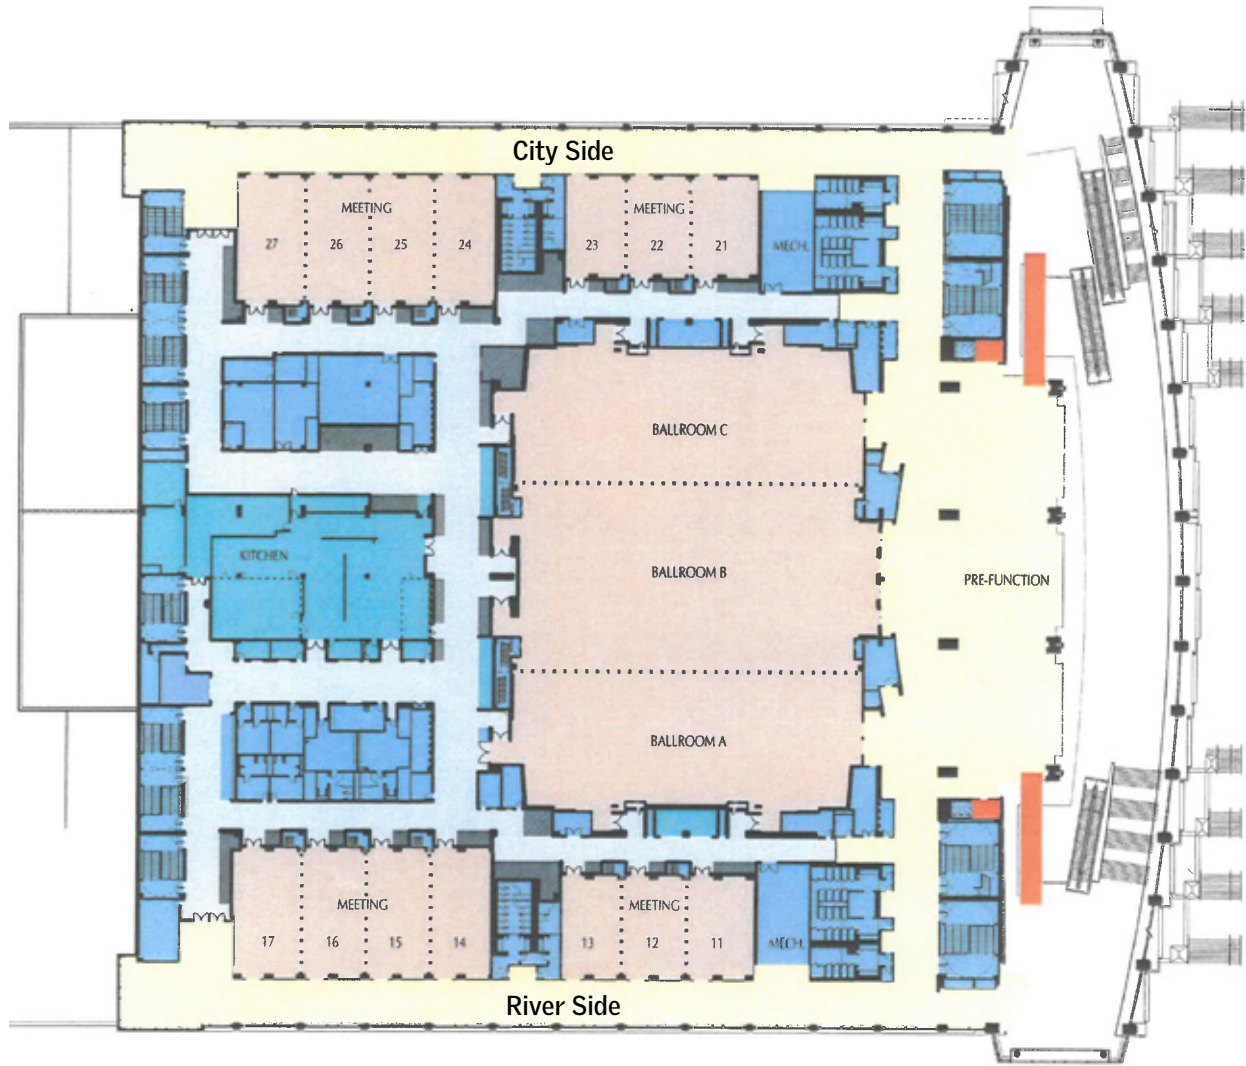 City Side
MEETING
MEETING
27
26
25
24
23
22
21
MECH.
BALLROOM C
KITCHEN
BALLROOM B
PRE-FUNCTION
BALLROOM A
MEETING
MEETING
17
16
15
14
13
12
11
MECH.
River Side